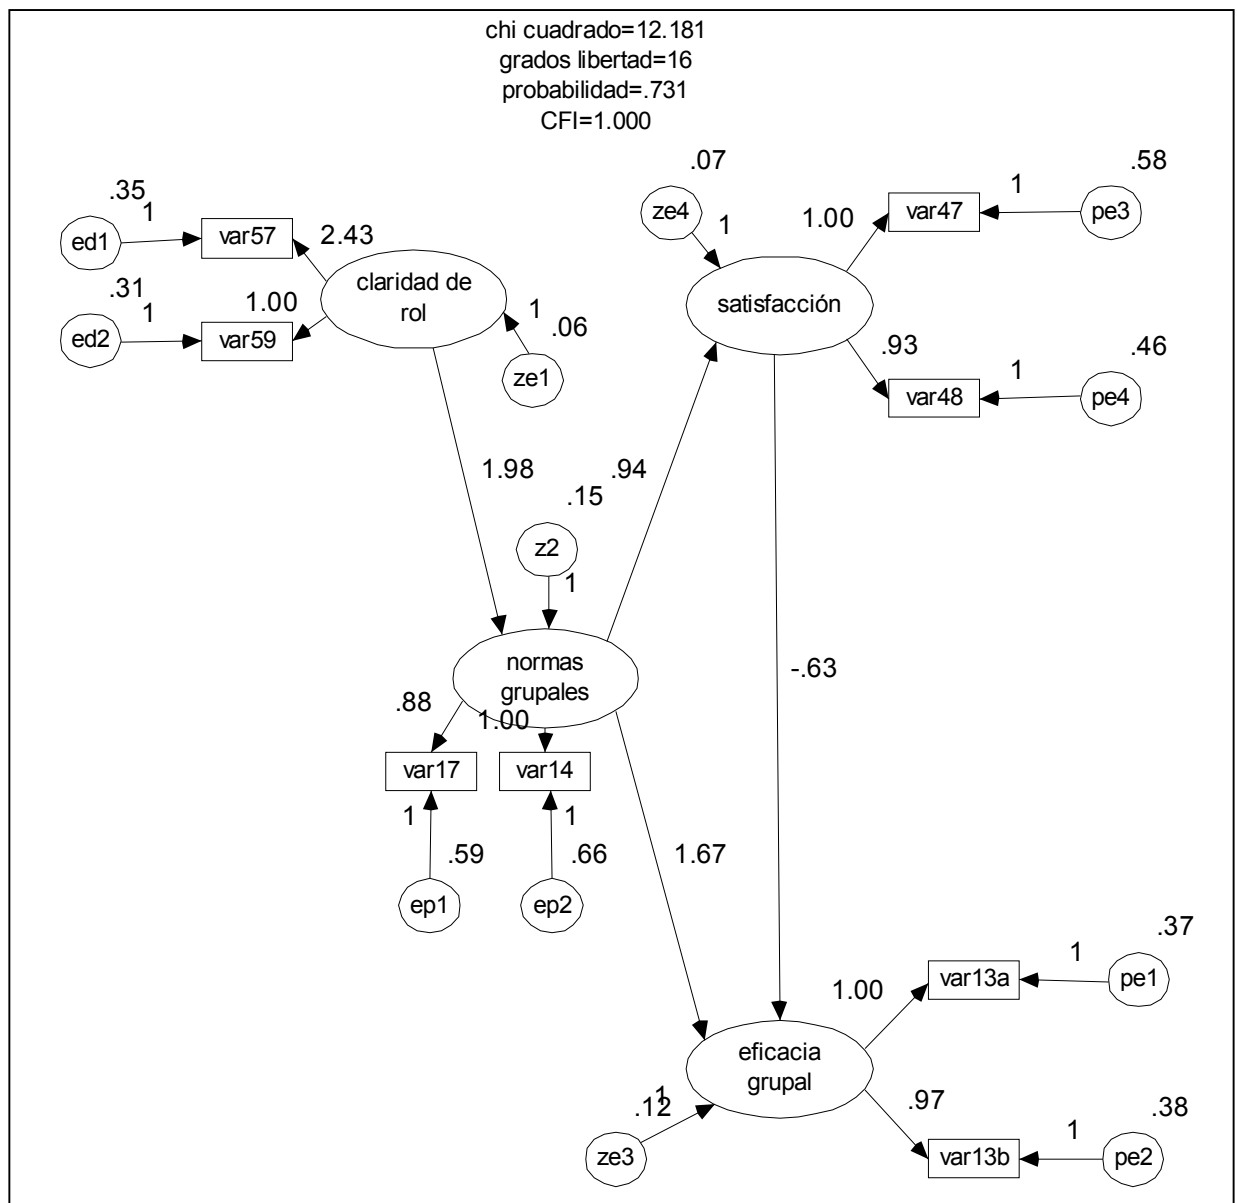 chi cuadrado=12.181
grados libertad=16
probabilidad=.731
CFI=1.000
.07
.58
.35
1
ed1
var57
2.43
ze4
1
1.00
var47
1
pe3
.31
1
ed2
var59
1.00
claridad de
rol
1
.06
ze1
satisfacción
.93
var48
1
.46
pe4
1.98
.94
.15
z2
1
normas
grupales
-.63
.88
1.00
var17
var14
1
1
.59
.66
ep1
ep2
1.67
1.00
var13a
1
.37
pe1
eficacia
grupal
.12
1
ze3
.97
var13b
1
.38
pe2